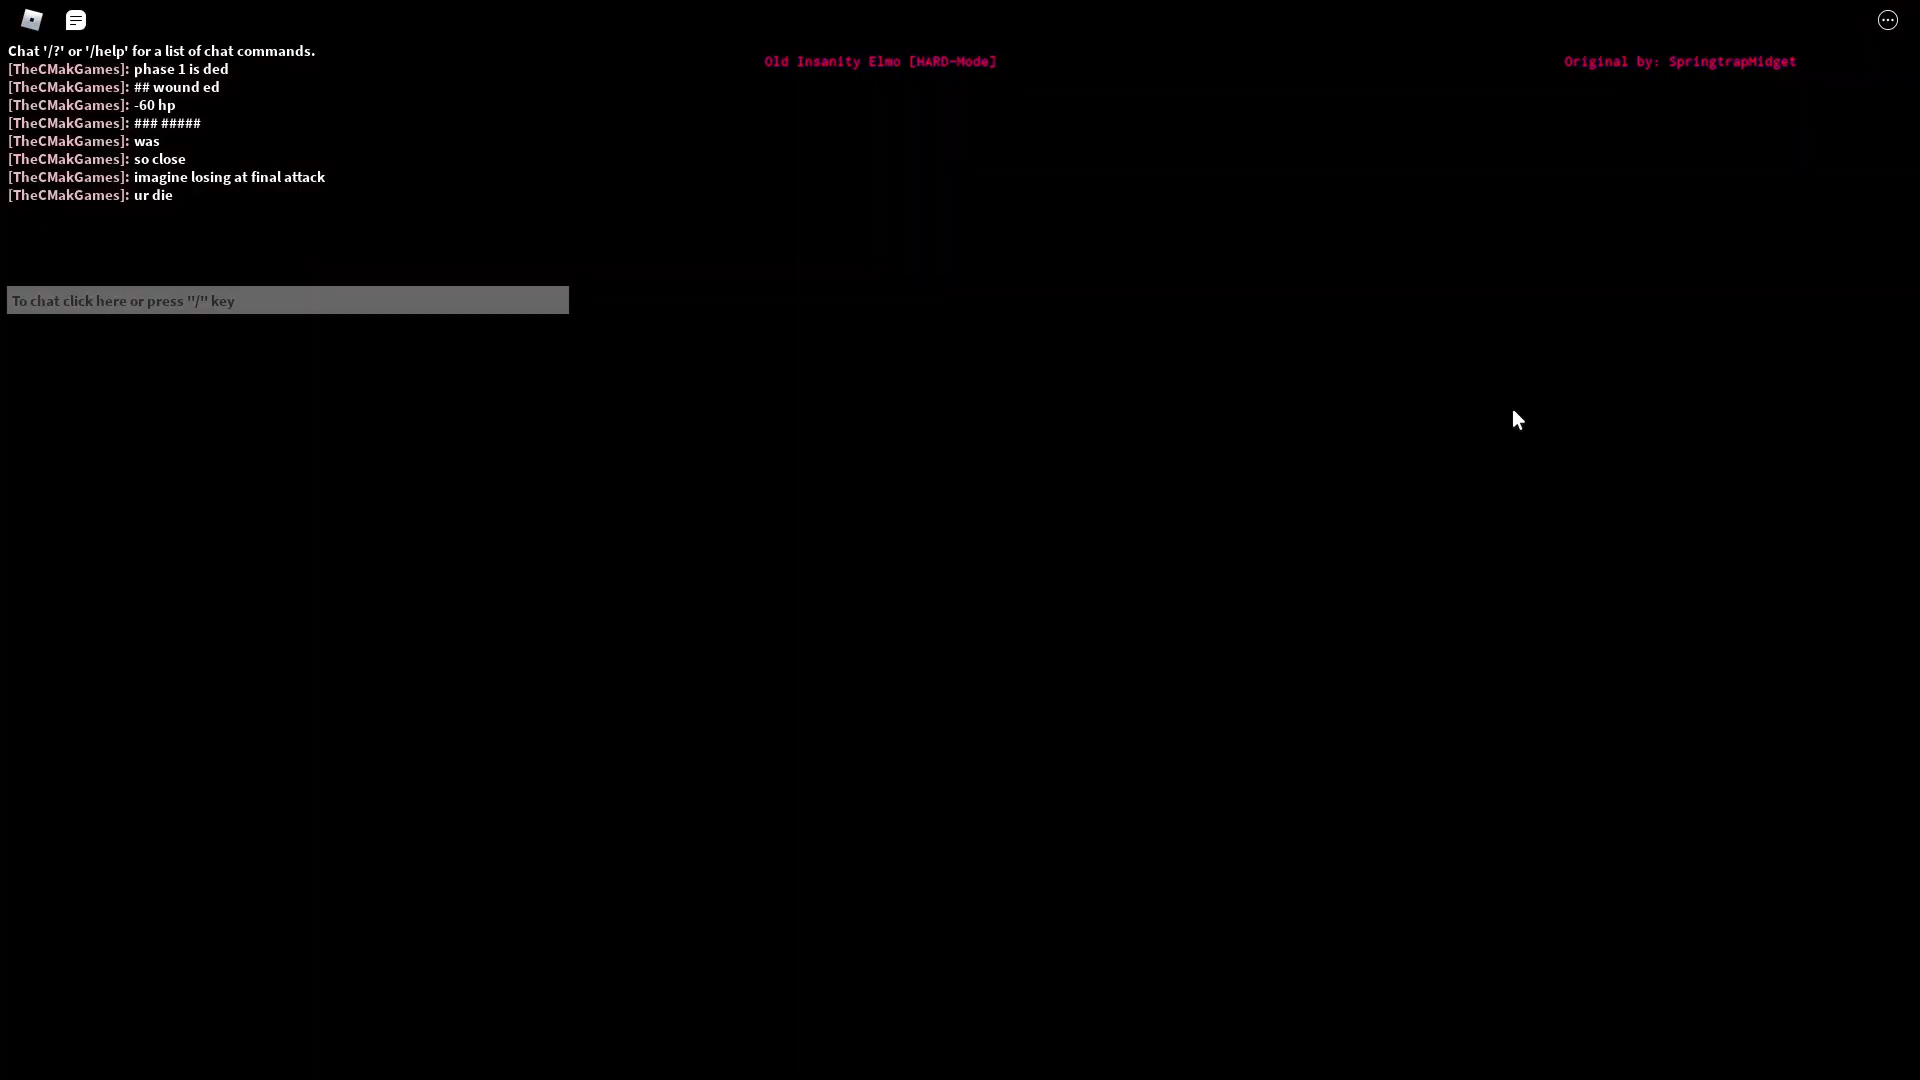 Chat '/?' or '/help' for a list of chat commands.
[TheCMakGames]: phase 1 is ded
[TheCMakGames]: ## wound ed
[TheCMakGames]: -60 hp
[TheCMakGames]: ### #####
[TheCMakGames]: was
[TheCMakGames]: so close
[TheCMakGames]: imagine losing at final attack
[TheCMakGames]: ur die
To chat click here or press "/" key
Old Insanity Elmo [HARD-Mode]
Original by: SpringtrapMidget